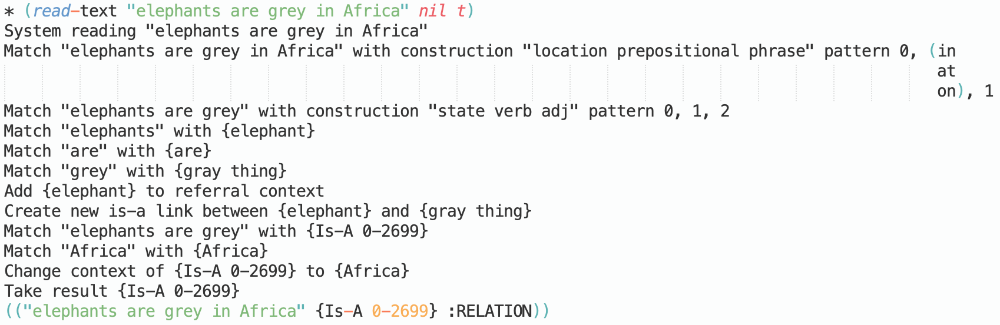 * (read-text "elephants are grey in Africa" nil t)
System reading "elephants are grey in Africa"
Match "elephants are grey in Africa" with construction "location prepositional phrase" pattern 0, (in
at
on), 1
Match "elephants are grey" with construction "state verb adj" pattern 0, 1, 2
Match "elephants" with {elephant}
Match "are" with {are}
Match "grey" with {gray thing}
Add {elephant} to referral context
Create new is-a link between {elephant} and {gray thing}
Match "elephants are grey" with {Is-A 0-2699}
Match "Africa" with {Africa}
Change context of {Is-A 0-2699} to {Africa}
Take result {Is-A 0-2699}
(("elephants are grey in Africa" {Is-A 0-2699} :RELATION))